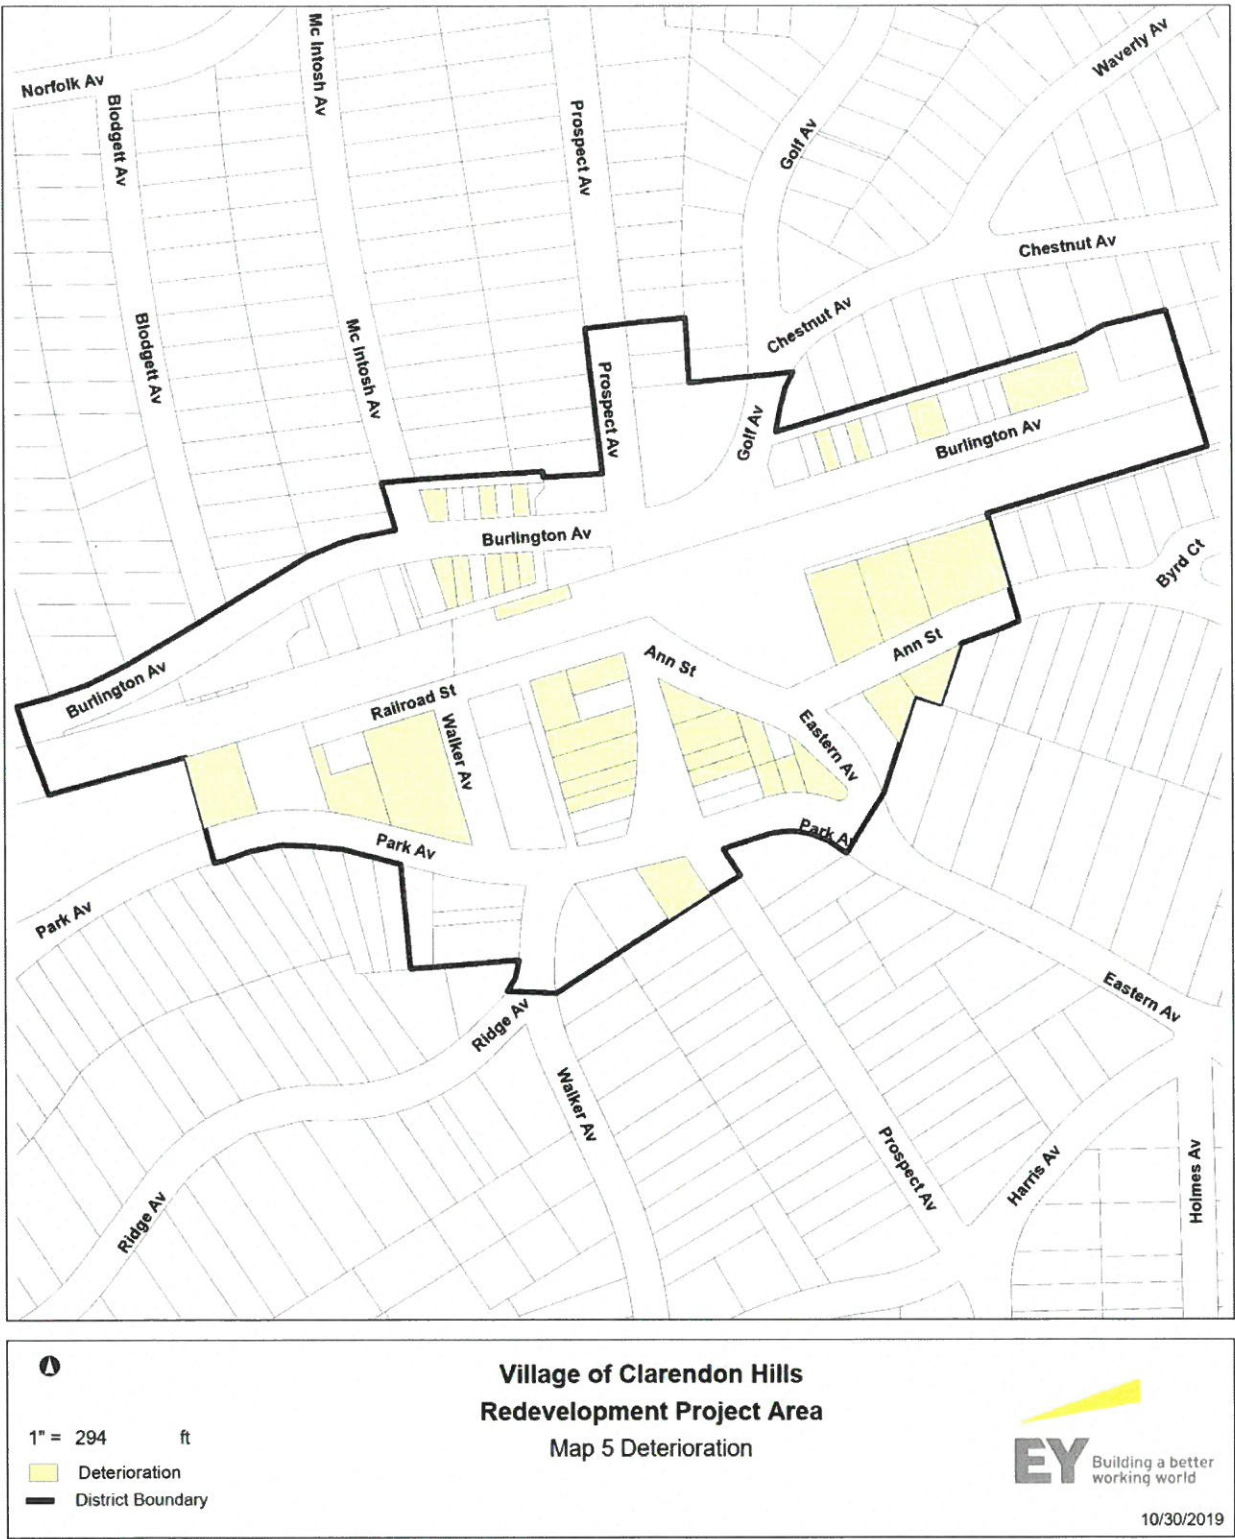 Norfolk Av
Mc Intosh Av
Waverly Av
Blodgett Av
Prospect Av
Golf Av
Chestnut Av
Chestnut Av
Blodgett Av
Mc Intosh Av
Prospect Av
Golf Av
Burlington Av
Burlington Av
Byrd Ct
Burlington Av
Ann St
Ann St
Railroad St
Walker Av
Eastern Av
Park Av
Park Av
Park Av
Eastern Av
Ridge Av
Walker Av
Prospect Av
Harris Av
Holmes Av
Ridge Av
Village of Clarendon Hills
Redevelopment Project Area
Map 5 Deterioration
1" = 294 ft
Deterioration
District Boundary
EY
Building a better
working world
10/30/2019